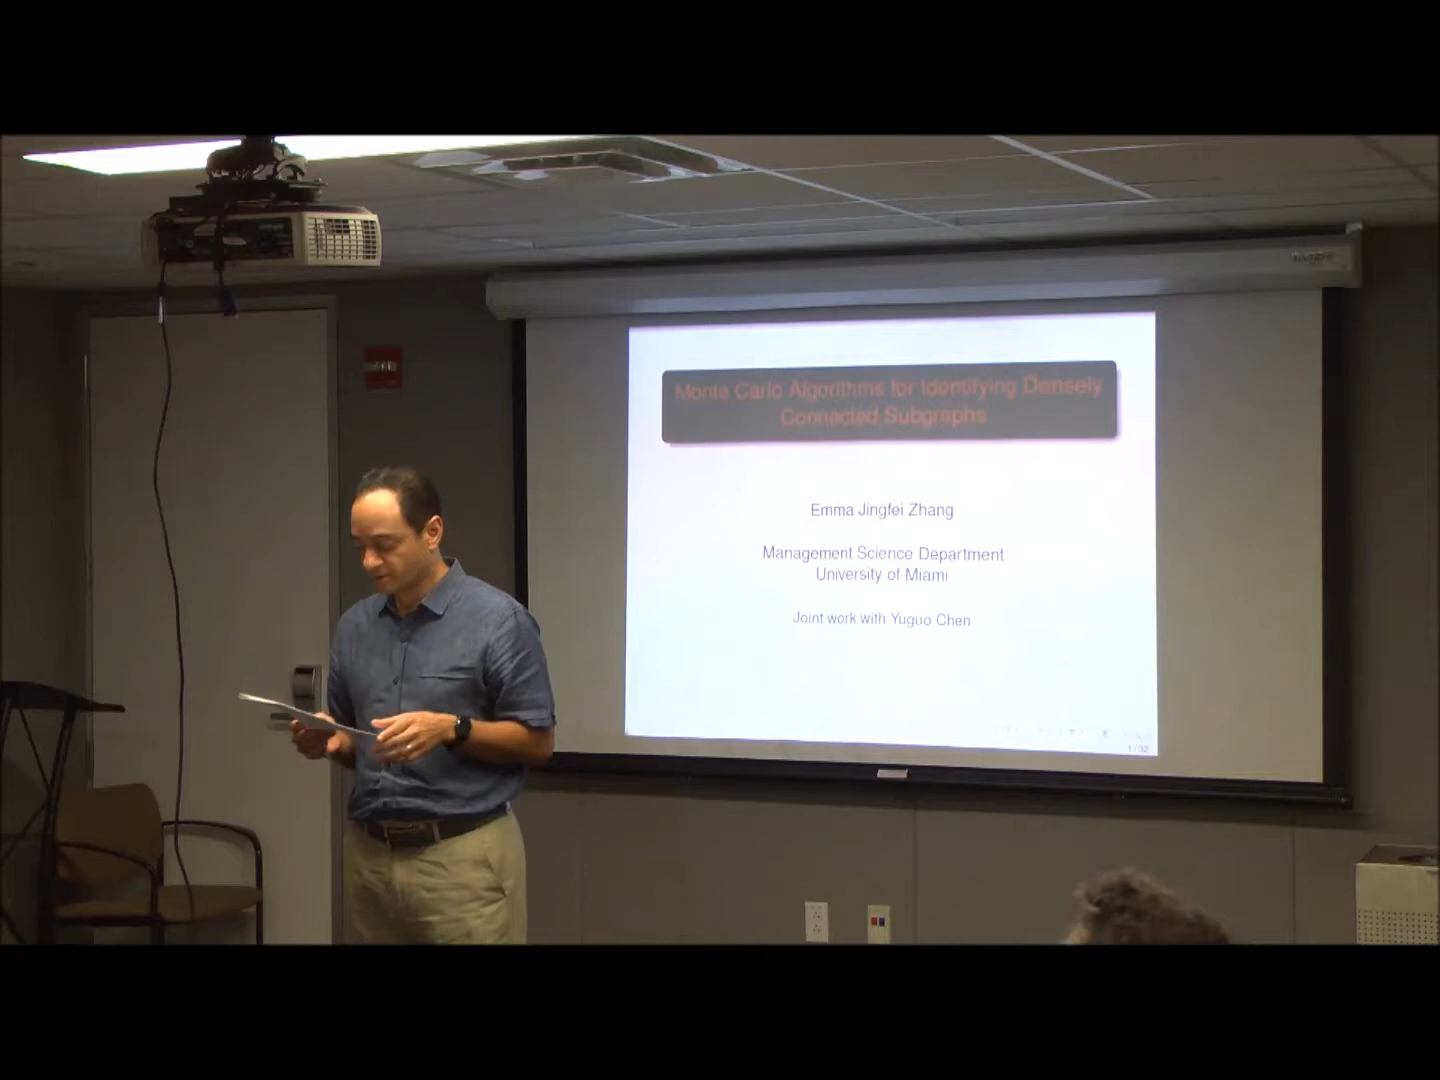 Monte Carlo Algorithms for Identifying Densely
Connected Subgraphs
Emma Jingfei Zhang
Management Science Department
University of Miami
Joint work with Yuguo Chen
1 / 32